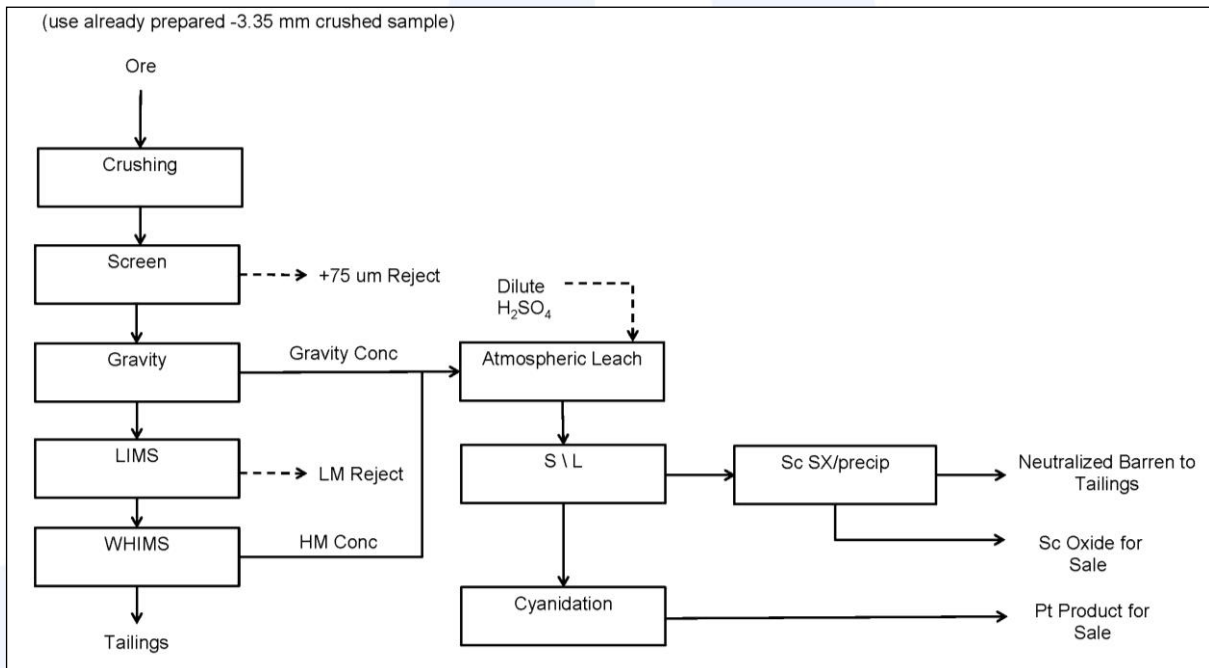 (use already prepared -3.35 mm crushed sample)
Ore
Crushing
Screen
+75 um Reject
Dilute
H₂SO₄
Gravity
Gravity Conc
Atmospheric Leach
LIMS
LM Reject
S \ L
Sc SX/precip
Neutralized Barren to
Tailings
WHIMS
HM Conc
Sc Oxide for
Sale
Cyanidation
Pt Product for
Sale
Tailings